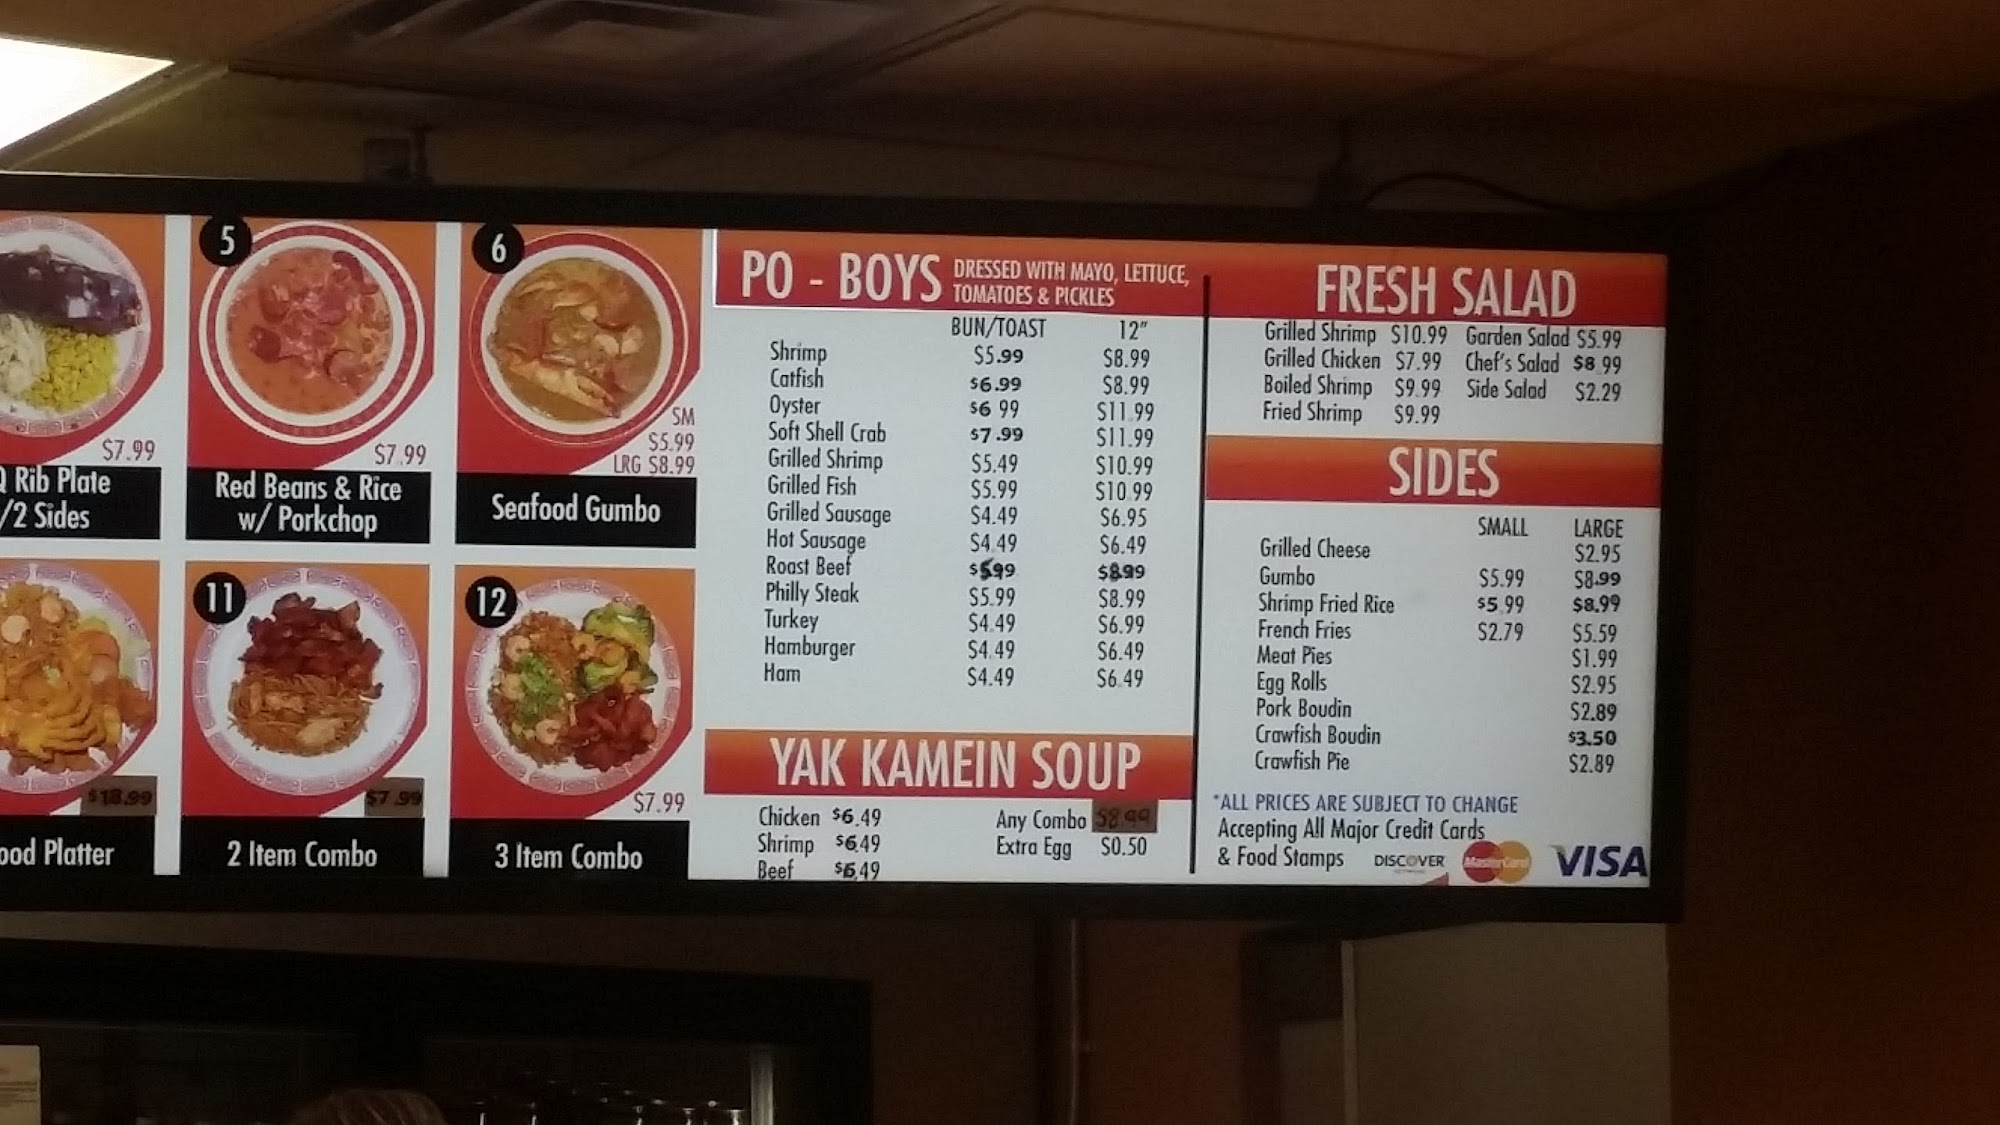 $7.99
Rib Plate
/2 Sides
5
$7.99
Red Beans & Rice
w/ Porkchop
6
SM
$5.99
LRG $8.99
Seafood Gumbo
$18.99
ood Platter
11
$7.99
2 Item Combo
12
$7.99
3 Item Combo
PO - BOYS DRESSED WITH MAYO, LETTUCE,
TOMATOES & PICKLES
BUN/TOAST 12"
Shrimp $5.99 $8.99
Catfish $6.99 $8.99
Oyster $6 99 $11.99
Soft Shell Crab $7.99 $11.99
Grilled Shrimp $5.49 $10.99
Grilled Fish $5.99 $10.99
Grilled Sausage $4.49 $6.95
Hot Sausage $4.49 $6.49
Roast Beef $5.99 $8.99
Philly Steak $5.99 $8.99
Turkey $4.49 $6.99
Hamburger $4.49 $6.49
Ham $4.49 $6.49
YAK KAMEIN SOUP
Chicken $6.49 Any Combo $8.99
Shrimp $6.49 Extra Egg $0.50
Beef $6.49
FRESH SALAD
Grilled Shrimp $10.99 Garden Salad $5.99
Grilled Chicken $7.99 Chef's Salad $8.99
Boiled Shrimp $9.99 Side Salad $2.29
Fried Shrimp $9.99
SIDES
SMALL LARGE
Grilled Cheese $2.95
Gumbo $5.99 $8.99
Shrimp Fried Rice $5.99 $8.99
French Fries $2.79 $5.59
Meat Pies $1.99
Egg Rolls $2.95
Pork Boudin $2.89
Crawfish Boudin $3.50
Crawfish Pie $2.89
*ALL PRICES ARE SUBJECT TO CHANGE
Accepting All Major Credit Cards
& Food Stamps DISCOVER MasterCard VISA